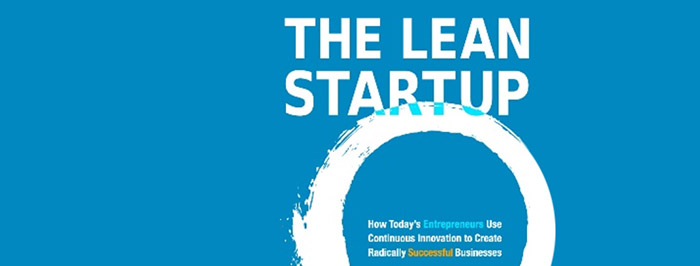 THE LEAN
STARTUP
How Today's Entrepreneurs Use
Continuous Innovation to Create
Radically Successful Businesses